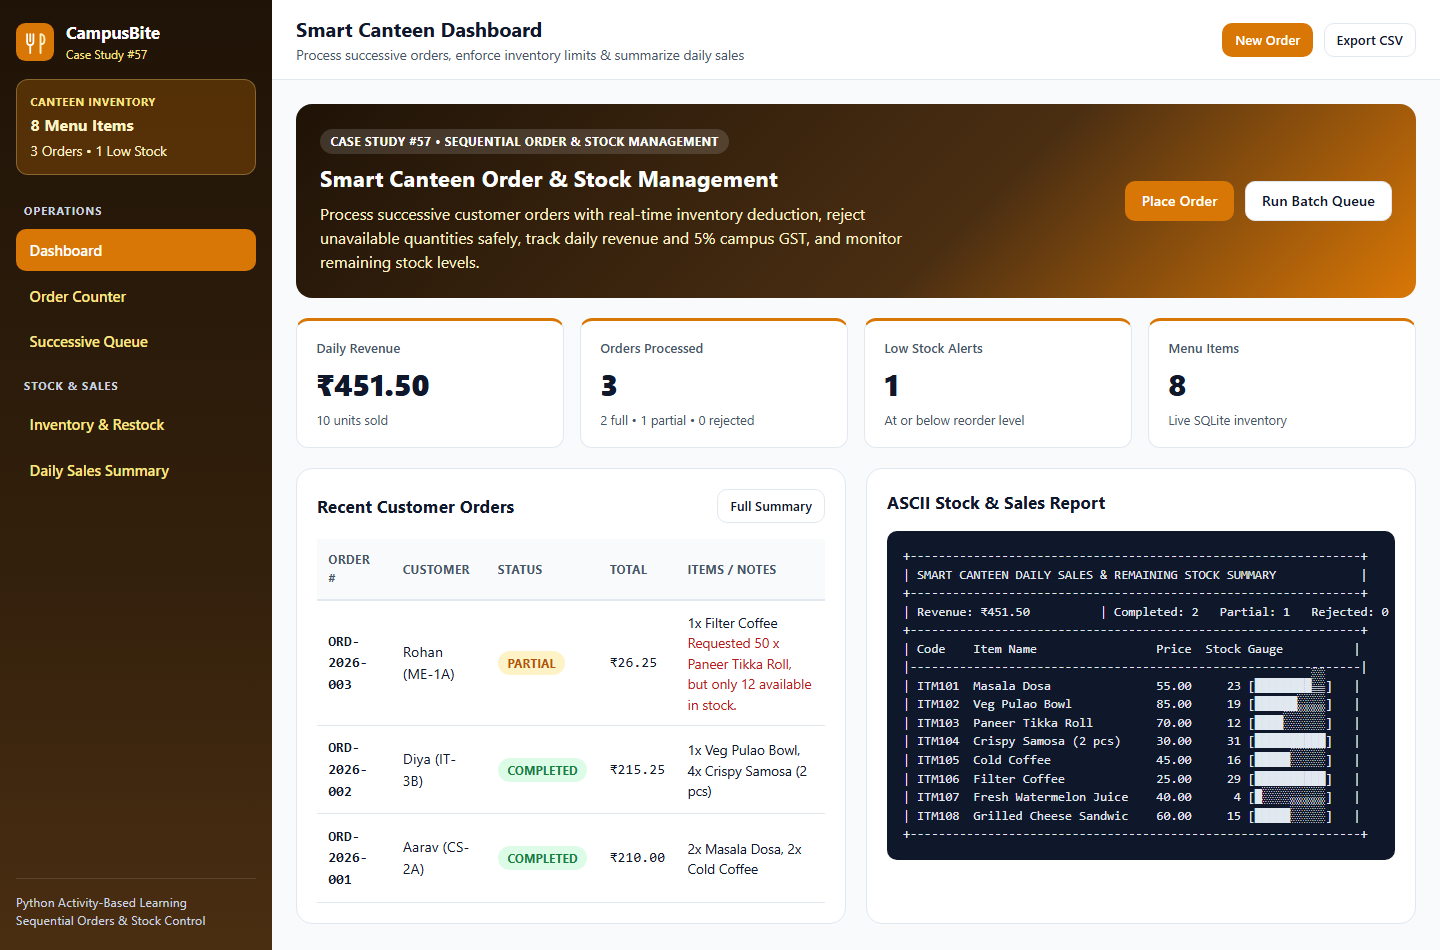 CampusBite
Case Study #57
CANTEEN INVENTORY
8 Menu Items
3 Orders • 1 Low Stock
OPERATIONS
Dashboard
Order Counter
Successive Queue
STOCK & SALES
Inventory & Restock
Daily Sales Summary
Python Activity-Based Learning
Sequential Orders & Stock Control
Smart Canteen Dashboard
Process successive orders, enforce inventory limits & summarize daily sales
New Order
Export CSV
CASE STUDY #57 • SEQUENTIAL ORDER & STOCK MANAGEMENT
Smart Canteen Order & Stock Management
Process successive customer orders with real-time inventory deduction, reject
unavailable quantities safely, track daily revenue and 5% campus GST, and monitor
remaining stock levels.
Place Order
Run Batch Queue
Daily Revenue
₹451.50
10 units sold
Orders Processed
3
2 full • 1 partial • 0 rejected
Low Stock Alerts
1
At or below reorder level
Menu Items
8
Live SQLite inventory
Recent Customer Orders
Full Summary
ORDER
#
CUSTOMER
STATUS
TOTAL
ITEMS / NOTES
ORD-
2026-
003
Rohan
(ME-1A)
PARTIAL
₹26.25
1x Filter Coffee
Requested 50 x
Paneer Tikka Roll,
but only 12 available
in stock.
ORD-
2026-
002
Diya (IT-
3B)
COMPLETED
₹215.25
1x Veg Pulao Bowl,
4x Crispy Samosa (2
pcs)
ORD-
2026-
001
Aarav (CS-
2A)
COMPLETED
₹210.00
2x Masala Dosa, 2x
Cold Coffee
ASCII Stock & Sales Report
+----------------------------------------------------------------+
| SMART CANTEEN DAILY SALES & REMAINING STOCK SUMMARY            |
+----------------------------------------------------------------+
| Revenue: ₹451.50          | Completed: 2   Partial: 1   Rejected: 0
+----------------------------------------------------------------+
| Code    Item Name                 Price  Stock Gauge          |
|----------------------------------------------------------------|
| ITM101  Masala Dosa               55.00     23 [████████░░]   |
| ITM102  Veg Pulao Bowl            85.00     19 [██████░░░░]   |
| ITM103  Paneer Tikka Roll         70.00     12 [████░░░░░░]   |
| ITM104  Crispy Samosa (2 pcs)     30.00     31 [██████████]   |
| ITM105  Cold Coffee               45.00     16 [█████░░░░░]   |
| ITM106  Filter Coffee             25.00     29 [██████████]   |
| ITM107  Fresh Watermelon Juice    40.00      4 [█░░░░░░░░░]   |
| ITM108  Grilled Cheese Sandwic    60.00     15 [█████░░░░░]   |
+----------------------------------------------------------------+